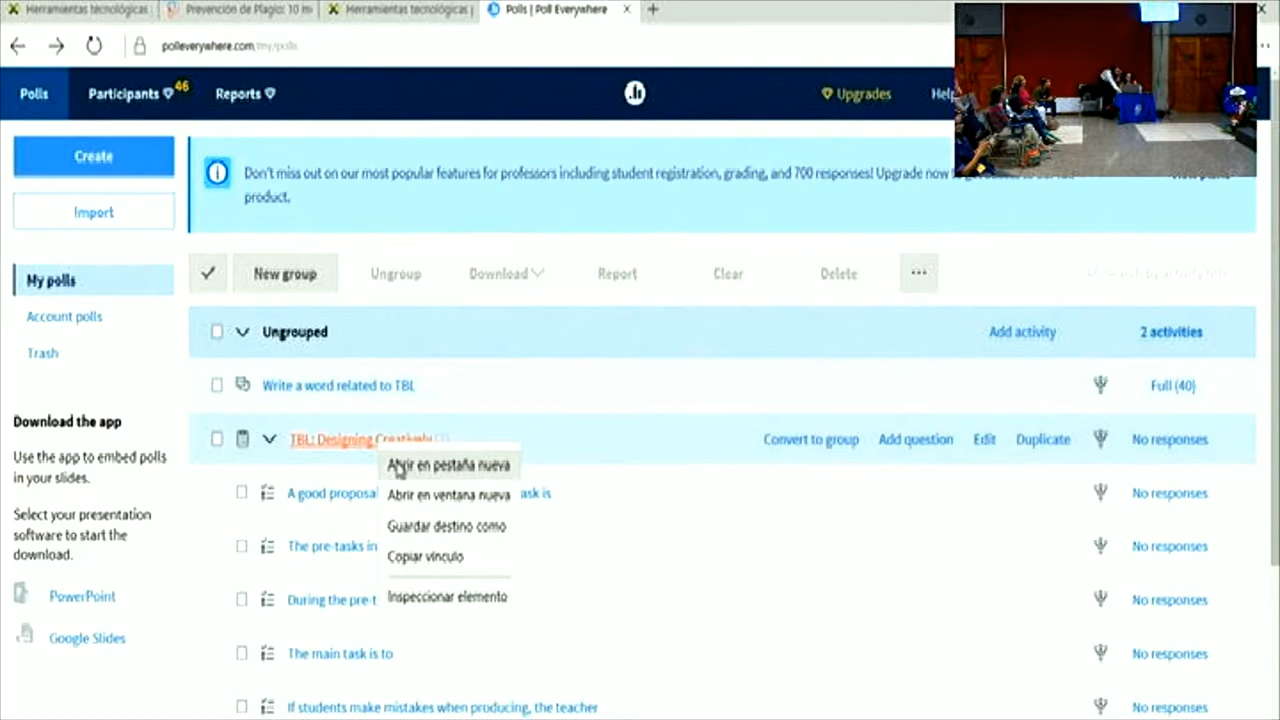 Herramientas tecnológicas
Prevención de Plagio: 10 m
Herramientas tecnológicas
Polls | Poll Everywhere
polleverywhere.com/my/polls
Polls
Participants
46
Reports
Upgrades
Hel
Create
Import
Don't miss out on our most popular features for professors including student registration, grading, and 700 responses! Upgrade now
product.
My polls
Account polls
Trash
New group
Ungroup
Download
Report
Clear
Delete
Ungrouped
Add activity
2 activities
Write a word related to TBL
Full (40)
TBL: Designing Creatively
Convert to group
Add question
Edit
Duplicate
No responses
Abrir en pestaña nueva
Abrir en ventana nueva
Guardar destino como
Copiar vínculo
Inspeccionar elemento
A good proposal
ask is
No responses
The pre-tasks in
No responses
During the pre-t
No responses
The main task is to
No responses
If students make mistakes when producing, the teacher
No responses
Download the app
Use the app to embed polls
in your slides.
Select your presentation
software to start the
download.
PowerPoint
Google Slides